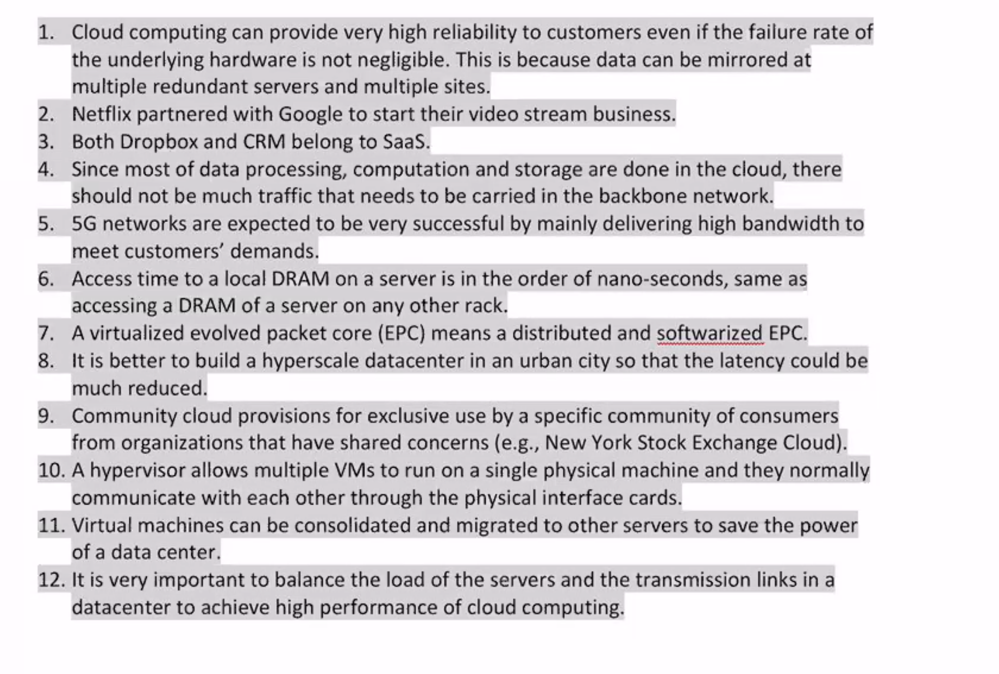 1. Cloud computing can provide very high reliability to customers even if the failure rate of
the underlying hardware is not negligible. This is because data can be mirrored at
multiple redundant servers and multiple sites.
2. Netflix partnered with Google to start their video stream business.
3. Both Dropbox and CRM belong to SaaS.
4. Since most of data processing, computation and storage are done in the cloud, there
should not be much traffic that needs to be carried in the backbone network.
5. 5G networks are expected to be very successful by mainly delivering high bandwidth to
meet customers’ demands.
6. Access time to a local DRAM on a server is in the order of nano-seconds, same as
accessing a DRAM of a server on any other rack.
7. A virtualized evolved packet core (EPC) means a distributed and softwarized EPC.
8. It is better to build a hyperscale datacenter in an urban city so that the latency could be
much reduced.
9. Community cloud provisions for exclusive use by a specific community of consumers
from organizations that have shared concerns (e.g., New York Stock Exchange Cloud).
10. A hypervisor allows multiple VMs to run on a single physical machine and they normally
communicate with each other through the physical interface cards.
11. Virtual machines can be consolidated and migrated to other servers to save the power
of a data center.
12. It is very important to balance the load of the servers and the transmission links in a
datacenter to achieve high performance of cloud computing.